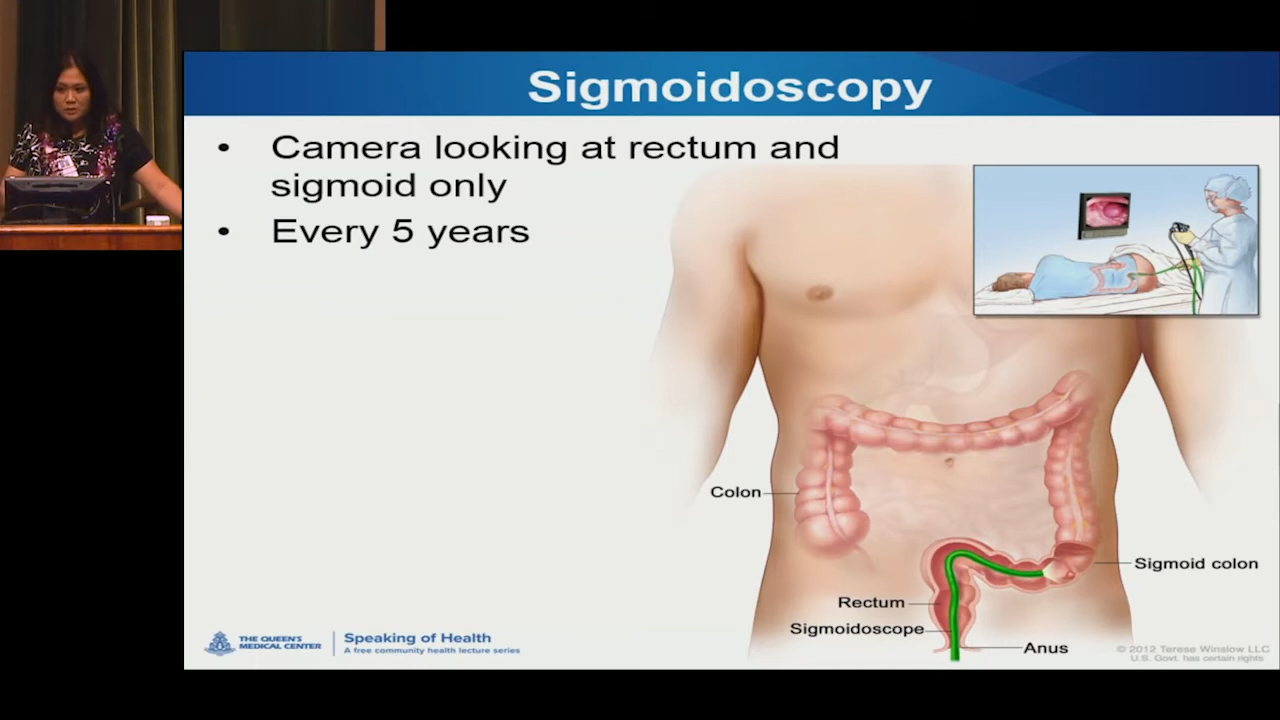 Sigmoidoscopy
• Camera looking at rectum and
sigmoid only
• Every 5 years
Colon
Sigmoid colon
Rectum
Sigmoidoscope
Anus
THE QUEEN'S
MEDICAL CENTER
Speaking of Health
A free community health lecture series
© 2012 Terese Winslow LLC
U.S. Govt. has certain rights